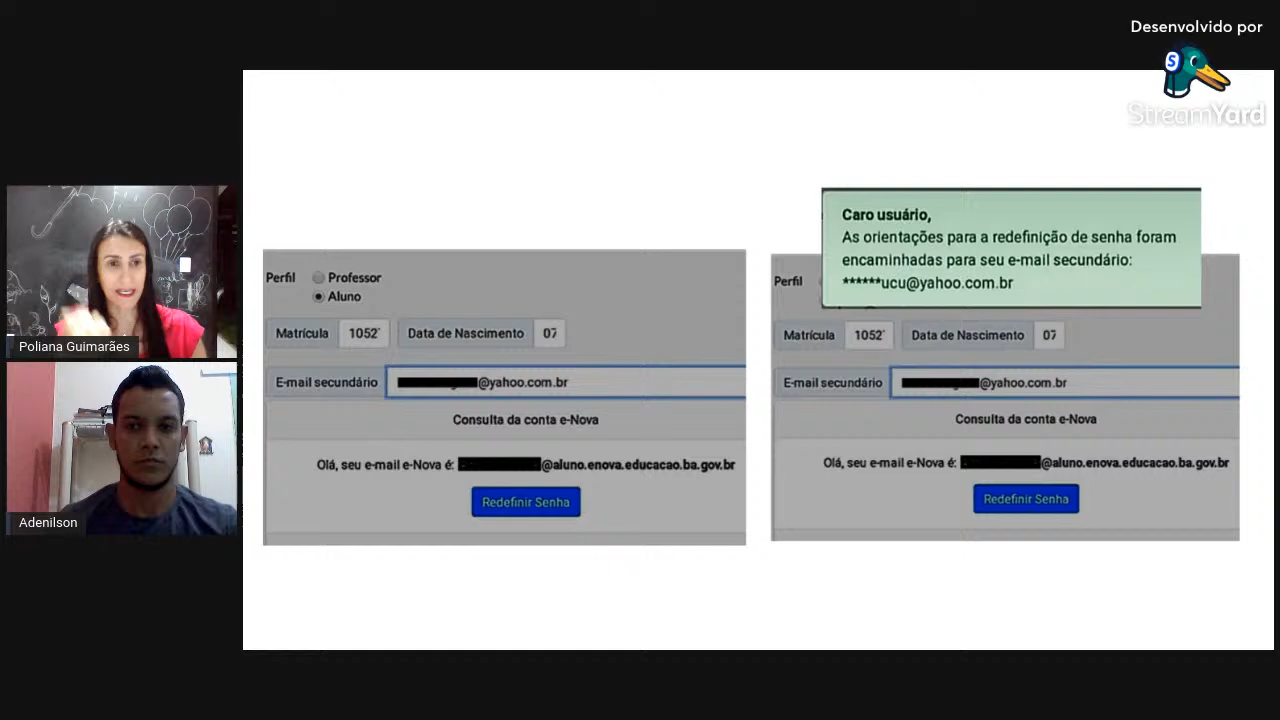 Desenvolvido por
S
StreamYard
Poliana Guimarães
Adenilson
Perfil
Professor
Aluno
Matrícula 1052
Data de Nascimento 07
E-mail secundário @yahoo.com.br
Consulta da conta e-Nova
Olá, seu e-mail e-Nova é: @aluno.enova.educacao.ba.gov.br
Redefinir Senha
Caro usuário,
As orientações para a redefinição de senha foram
encaminhadas para seu e-mail secundário:
******ucu@yahoo.com.br
Perfil
Matrícula 1052
Data de Nascimento 07
E-mail secundário @yahoo.com.br
Consulta da conta e-Nova
Olá, seu e-mail e-Nova é: @aluno.enova.educacao.ba.gov.br
Redefinir Senha